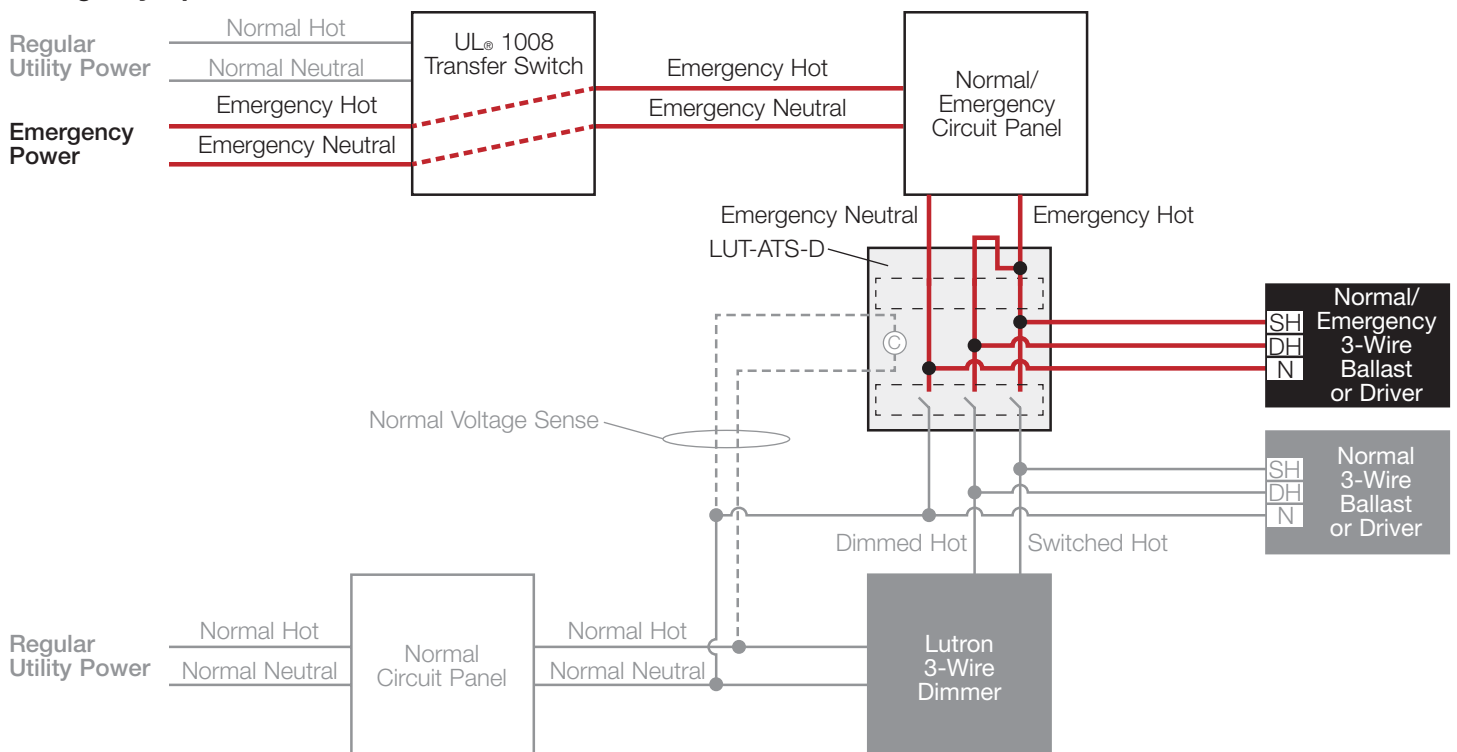 Normal Hot
Regular
Utility Power
Normal Neutral
UL® 1008
Transfer Switch
Emergency Hot
Emergency
Power
Emergency Neutral
Emergency Hot
Emergency Neutral
Normal/
Emergency
Circuit Panel
Emergency Neutral
Emergency Hot
LUT-ATS-D
C
SH
DH
N
Normal/
Emergency
3-Wire
Ballast
or Driver
Normal Voltage Sense
SH
DH
N
Normal
3-Wire
Ballast
or Driver
Dimmed Hot
Switched Hot
Regular
Utility Power
Normal Hot
Normal Neutral
Normal
Circuit Panel
Normal Hot
Normal Neutral
Lutron
3-Wire
Dimmer